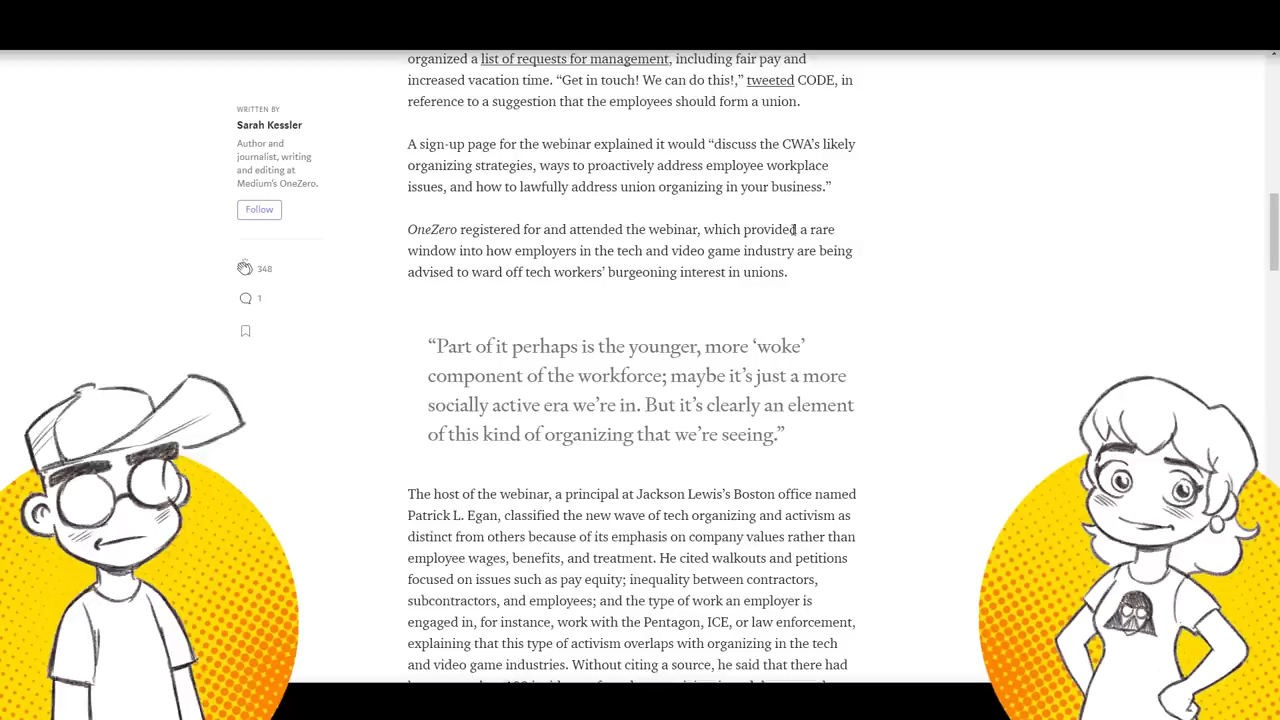 organized a list of requests for management, including fair pay and
increased vacation time. “Get in touch! We can do this!,” tweeted CODE, in
reference to a suggestion that the employees should form a union.
WRITTEN BY
Sarah Kessler
Author and
journalist, writing
and editing at
Medium's OneZero.
Follow
348
1
A sign-up page for the webinar explained it would “discuss the CWA’s likely
organizing strategies, ways to proactively address employee workplace
issues, and how to lawfully address union organizing in your business.”
OneZero registered for and attended the webinar, which provided a rare
window into how employers in the tech and video game industry are being
advised to ward off tech workers’ burgeoning interest in unions.
“Part of it perhaps is the younger, more ‘woke’
component of the workforce; maybe it’s just a more
socially active era we’re in. But it’s clearly an element
of this kind of organizing that we’re seeing.”
The host of the webinar, a principal at Jackson Lewis’s Boston office named
Patrick L. Egan, classified the new wave of tech organizing and activism as
distinct from others because of its emphasis on company values rather than
employee wages, benefits, and treatment. He cited walkouts and petitions
focused on issues such as pay equity; inequality between contractors,
subcontractors, and employees; and the type of work an employer is
engaged in, for instance, work with the Pentagon, ICE, or law enforcement,
explaining that this type of activism overlaps with organizing in the tech
and video game industries. Without citing a source, he said that there had